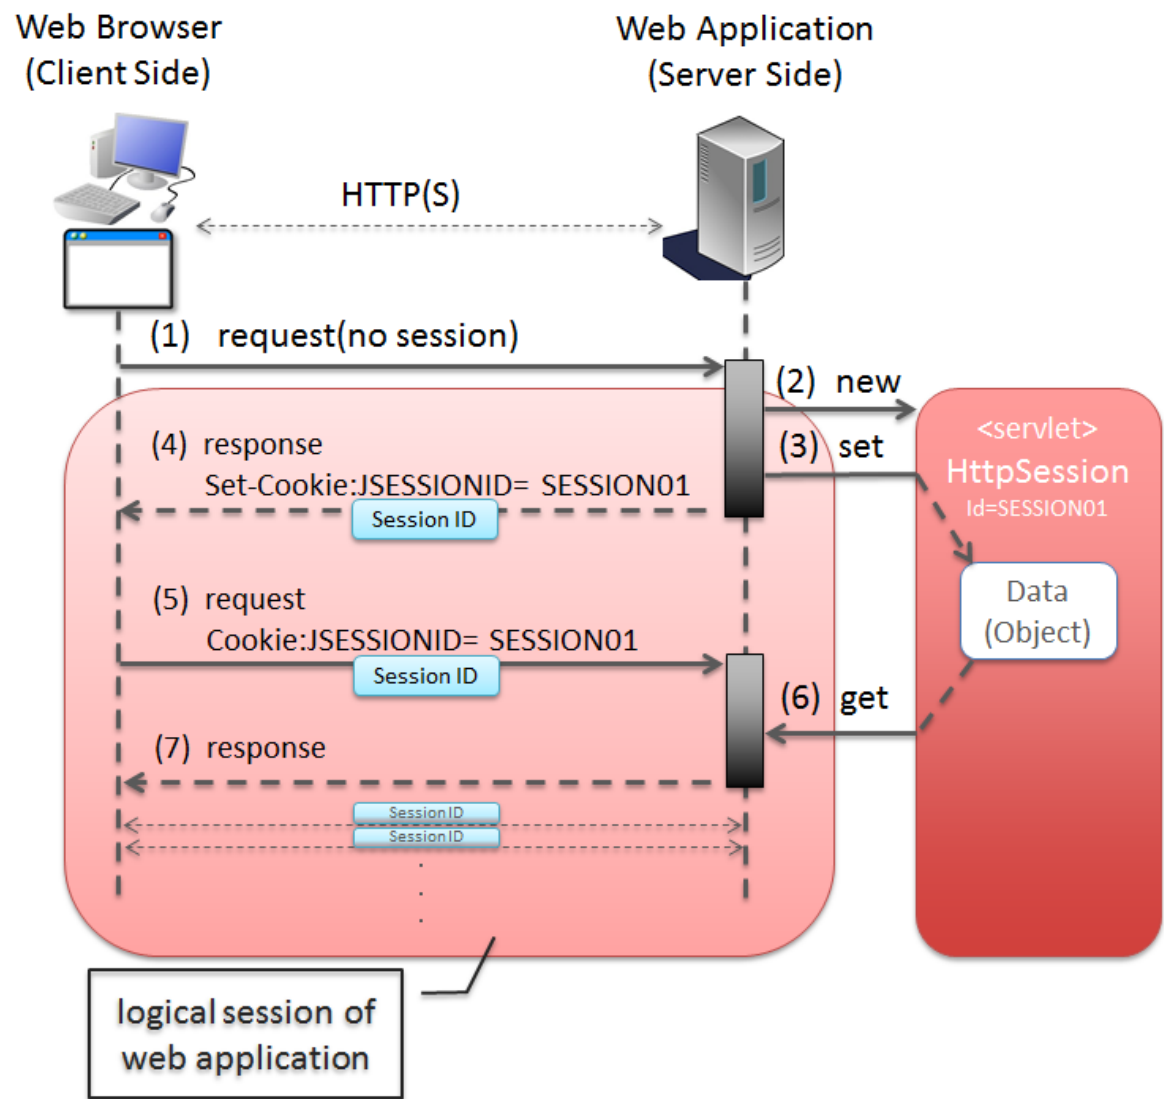 Web Browser
(Client Side)
Web Application
(Server Side)
HTTP(S)
(1) request(no session)
(2) new
(3) set
<servlet>
HttpSession
Id=SESSION01
(4) response
Set-Cookie:JSESSIONID= SESSION01
Session ID
Data
(Object)
(5) request
Cookie:JSESSIONID= SESSION01
Session ID
(6) get
(7) response
Session ID
Session ID
.
.
.
logical session of
web application